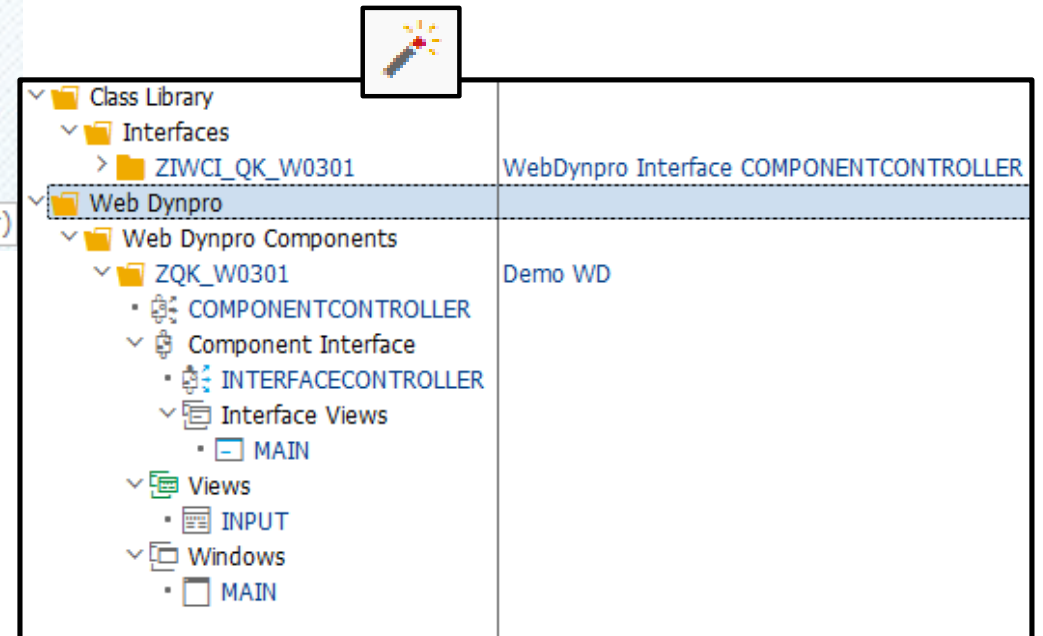 Class Library
Interfaces
ZIWCI_QK_W0301 WebDynpro Interface COMPONENTCONTROLLER
Web Dynpro
)
Web Dynpro Components
ZQK_W0301 Demo WD
COMPONENTCONTROLLER
Component Interface
INTERFACECONTROLLER
Interface Views
MAIN
Views
INPUT
Windows
MAIN